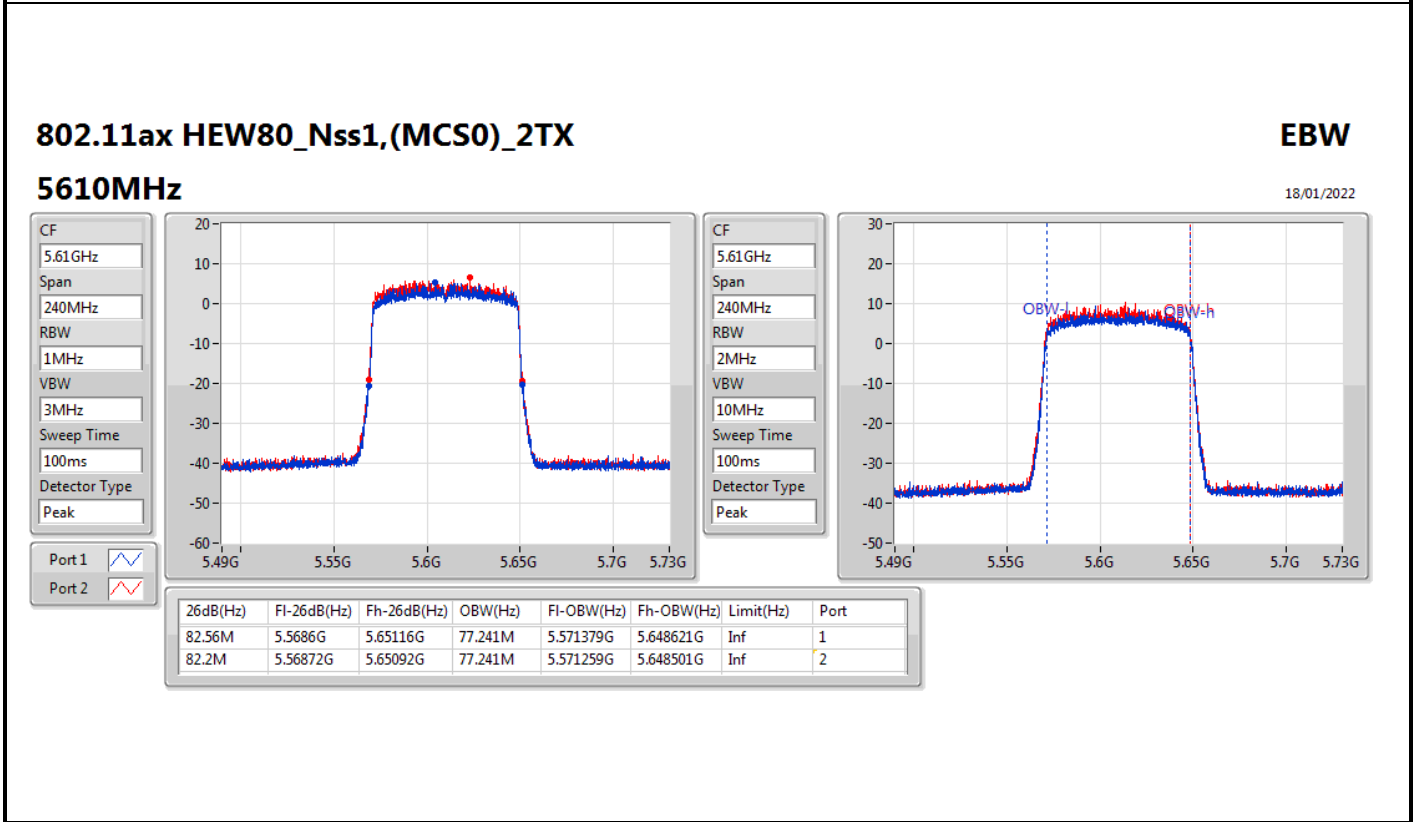 802.11ax HEW80_Nss1,(MCS0)_2TX EBW
5610MHz 18/01/2022
CF
5.61GHz
Span
240MHz
RBW
1MHz
VBW
3MHz
Sweep Time
100ms
Detector Type
Peak
Port 1
Port 2
20
10
0
-10
-20
-30
-40
-50
-60
5.49G 5.55G 5.6G 5.65G 5.7G 5.73G
CF
5.61GHz
Span
240MHz
RBW
2MHz
VBW
10MHz
Sweep Time
100ms
Detector Type
Peak
30
20
10
0
-10
-20
-30
-40
-50
OBW-l OBW-h
5.49G 5.55G 5.6G 5.65G 5.7G 5.73G
26dB(Hz) Fl-26dB(Hz) Fh-26dB(Hz) OBW(Hz) Fl-OBW(Hz) Fh-OBW(Hz) Limit(Hz) Port
82.56M 5.5686G 5.65116G 77.241M 5.571379G 5.648621G Inf 1
82.2M 5.56872G 5.65092G 77.241M 5.571259G 5.648501G Inf 2